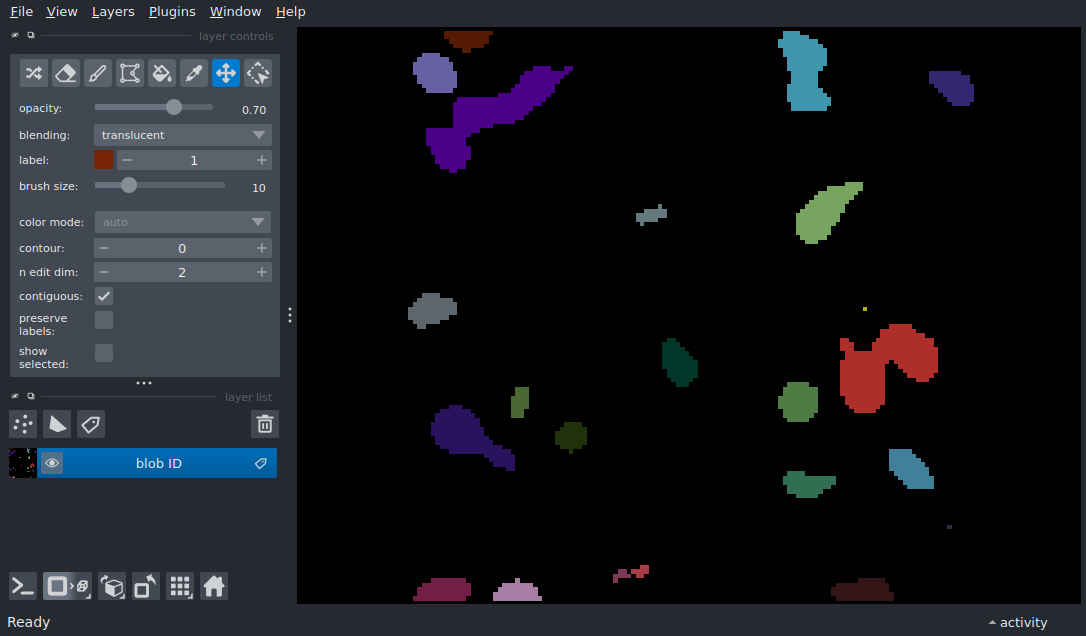 File View Layers Plugins Window Help
layer controls
opacity: 0.70
blending: translucent
label: 1
brush size: 10
color mode: auto
contour: 0
n edit dim: 2
contiguous:
preserve
labels:
show
selected:
layer list
blob ID
Ready
activity